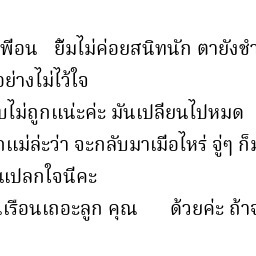 พี่อน ยิ้มไม่ค่อยสนิทนัก ตายังช้ำ
อย่างไม่ไว้ใจ
ไม่ถูกแน่ะค่ะ มันเปลี่ยนไปหมด
แม่ล่ะว่า จะกลับมาเมื่อไหร่ จู่ๆ ก็
แปลกใจนี่คะ
เรือนเถอะลูก คุณ ด้วยค่ะ ถ้า